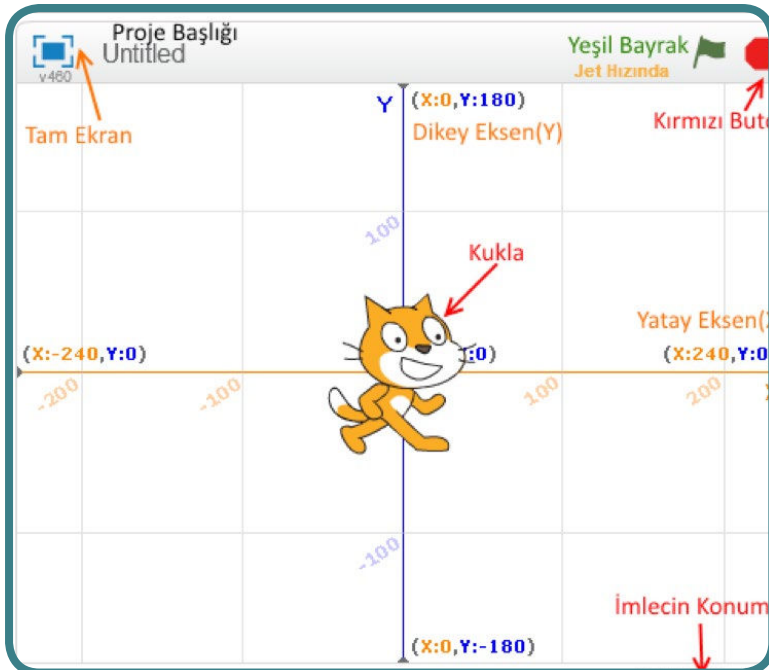 Proje Başlığı
Untitled
v460
Yeşil Bayrak
Jet Hızında
Tam Ekran
Y
(X:0,Y:180)
Dikey Eksen(Y)
Kırmızı
100
Kukla
Yatay Eksen(
(X:-240,Y:0)
:0)
(X:240,Y:0
-200
-100
100
200
-100
İmlecin
(X:0,Y:-180)